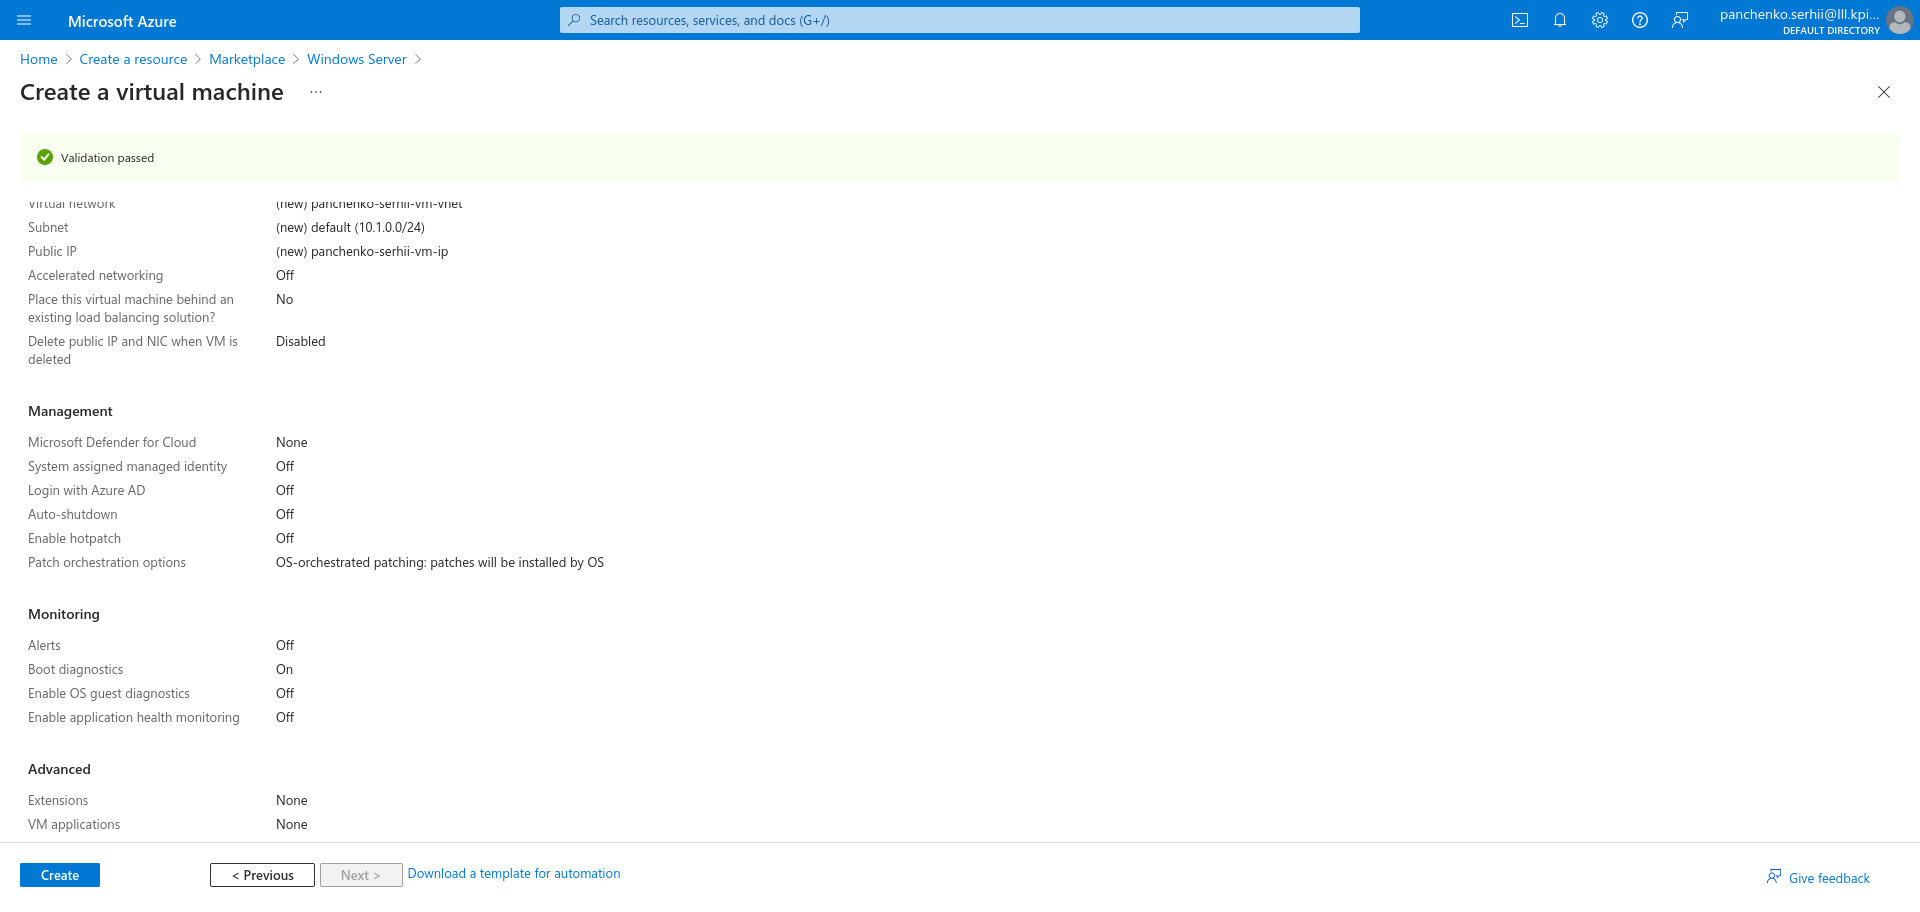 Microsoft Azure
Search resources, services, and docs (G+/)
panchenko.serhii@lll.kpi...
DEFAULT DIRECTORY
Home > Create a resource > Marketplace > Windows Server >
Create a virtual machine ...
Validation passed
Virtual network (new) panchenko-serhii-vm-vnet
Subnet (new) default (10.1.0.0/24)
Public IP (new) panchenko-serhii-vm-ip
Accelerated networking Off
Place this virtual machine behind an No
existing load balancing solution?
Delete public IP and NIC when VM is Disabled
deleted
Management
Microsoft Defender for Cloud None
System assigned managed identity Off
Login with Azure AD Off
Auto-shutdown Off
Enable hotpatch Off
Patch orchestration options OS-orchestrated patching: patches will be installed by OS
Monitoring
Alerts Off
Boot diagnostics On
Enable OS guest diagnostics Off
Enable application health monitoring Off
Advanced
Extensions None
VM applications None
Create < Previous Next > Download a template for automation Give feedback